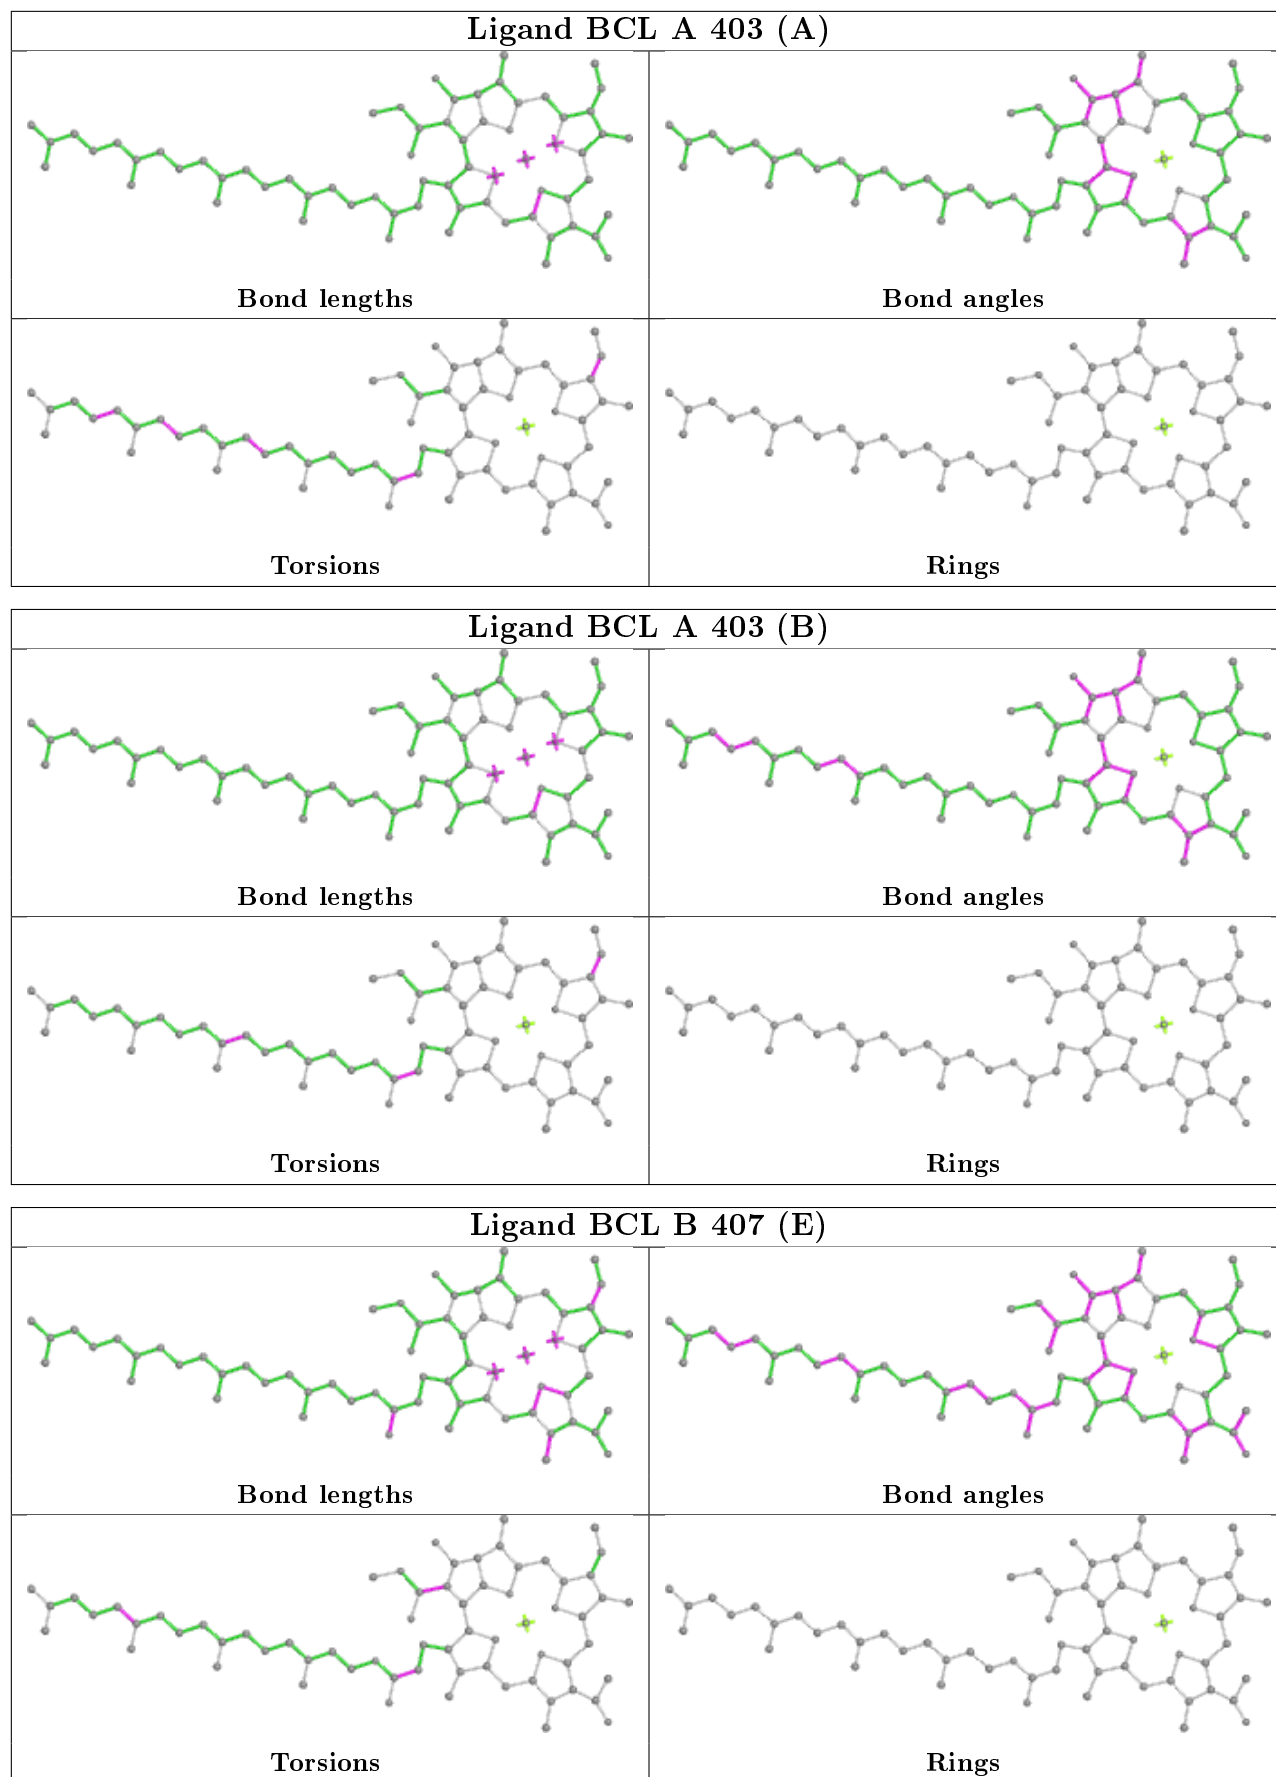 Ligand BCL A 403 (A)
Bond lengths
Bond angles
Torsions
Rings
Ligand BCL A 403 (B)
Bond lengths
Bond angles
Torsions
Rings
Ligand BCL B 407 (E)
Bond lengths
Bond angles
Torsions
Rings